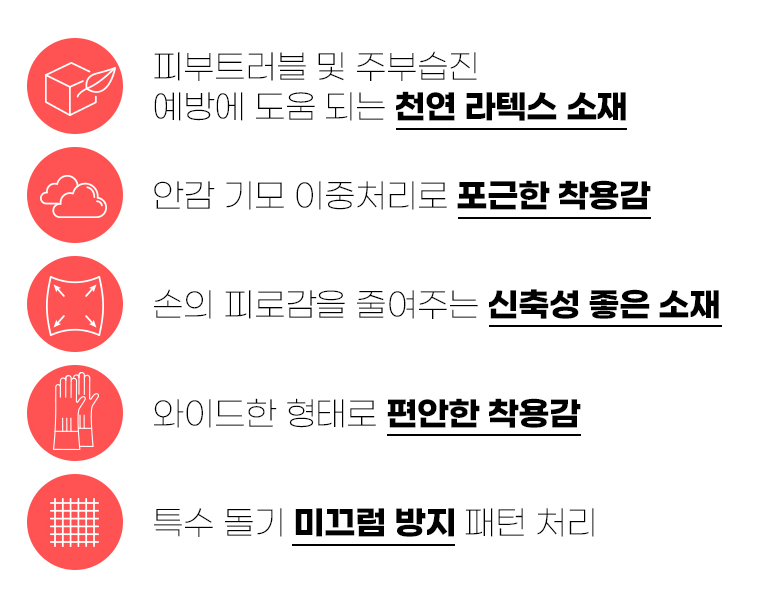 피부트러블 및 주부습진
예방에 도움 되는 천연 라텍스 소재
안감 기모 이중처리로 포근한 착용감
손의 피로감을 줄여주는 신축성 좋은 소재
와이드한 형태로 편안한 착용감
특수 돌기 미끄럼 방지 패턴 처리